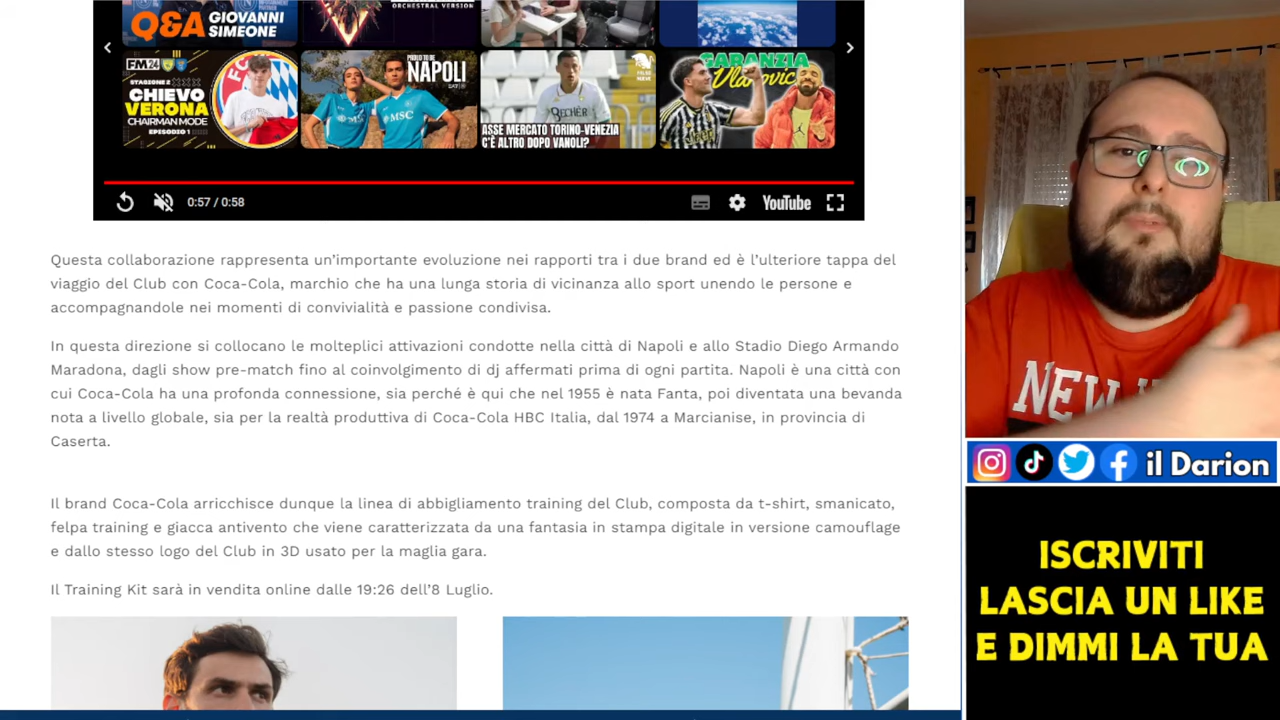 Q&A GIOVANNI SIMEONE
ORCHESTRAL VERSION
FM24
STAGIONE 2
CHIEVO
VERONA
CHAIRMAN MODE
EPISODIO 1
NAPOLI
MSC
BECHÈR
ASSE MERCATO TORINO-VENEZIA
C'È ALTRO DOPO VANOLI?
GARANZIA
Vlahovic
0:57 / 0:58
YouTube
Questa collaborazione rappresenta un’importante evoluzione nei rapporti tra i due brand ed è l’ulteriore tappa del
viaggio del Club con Coca-Cola, marchio che ha una lunga storia di vicinanza allo sport unendo le persone e
accompagnandole nei momenti di convivialità e passione condivisa.
In questa direzione si collocano le molteplici attivazioni condotte nella città di Napoli e allo Stadio Diego Armando
Maradona, dagli show pre-match fino al coinvolgimento di dj affermati prima di ogni partita. Napoli è una città con
cui Coca-Cola ha una profonda connessione, sia perché è qui che nel 1955 è nata Fanta, poi diventata una bevanda
nota a livello globale, sia per la realtà produttiva di Coca-Cola HBC Italia, dal 1974 a Marcianise, in provincia di
Caserta.
Il brand Coca-Cola arricchisce dunque la linea di abbigliamento training del Club, composta da t-shirt, smanicato,
felpa training e giacca antivento che viene caratterizzata da una fantasia in stampa digitale in versione camouflage
e dallo stesso logo del Club in 3D usato per la maglia gara.
Il Training Kit sarà in vendita online dalle 19:26 dell’8 Luglio.
NEW
il Darion
ISCRIVITI
LASCIA UN LIKE
E DIMMI LA TUA